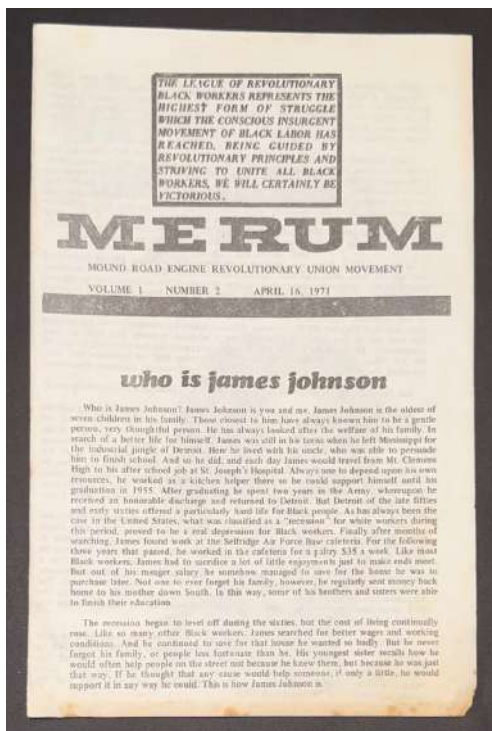 THE LEAGUE OF REVOLUTIONARY
BLACK WORKERS REPRESENTS THE
HIGHEST FORM OF STRUGGLE
WHICH THE CONSCIOUS INSURGENT
MOVEMENT OF BLACK LABOR HAS
REACHED. BEING GUIDED BY
REVOLUTIONARY PRINCIPLES AND
STRIVING TO UNITE ALL BLACK
WORKERS, WE WILL CERTAINLY BE
VICTORIOUS.
MERUM
MOUND ROAD ENGINE REVOLUTIONARY UNION MOVEMENT
VOLUME 1 NUMBER 2 APRIL 16, 1971
who is james johnson
Who is James Johnson? James Johnson is you and me. James Johnson is the oldest of
seven children in his family. Those closest to him have always known him to be a gentle
person, very thoughtful person. He has always looked after the welfare of his family. In
search of a better life for himself, James was still in his teens when he left Mississippi for
the industrial jungle of Detroit. Here he lived with his uncle, who was able to persuade
him to finish school. And so he did, and each day James would travel from Mt. Clemens
High to his after school job at St. Joseph's Hospital. Always one to depend upon his own
resources, he worked as a kitchen helper there so he could support himself until his
graduation in 1955. After graduating he spent two years in the Army, whereupon he
received an honorable discharge and returned to Detroit. But Detroit of the late fifties
and early sixties offered a particularly hard life for Black people. As has always been the
case in the United States, what was classified as a "recession" for white workers during
this period, proved to be a real depression for Black workers. Finally after months of
searching, James found work at the Selfridge Air Force Base cafeteria. For the following
three years that passed, he worked in the cafeteria for a paltry $35 a week. Like most
Black workers, James had to sacrifice a lot of little enjoyments just to make ends meet.
But out of his meager salary, he somehow managed to save for the house he was to
purchase later. Not one to ever forget his family, however, he regularly sent money back
home to his mother down South. In this way, some of his brothers and sisters were able
to finish their education.
The recession began to level off during the sixties, but the cost of living continually
rose. Like so many other Black workers, James searched for better wages and working
conditions. And he continued to save for that house he wanted so badly. But he never
forgot his family, or people less fortunate than he. His youngest sister recalls how he
would often help people on the street not because he knew them, but because he was just
that way. If he thought that any cause would help someone, if only a little, he would
support it in any way he could. This is how James Johnson is.